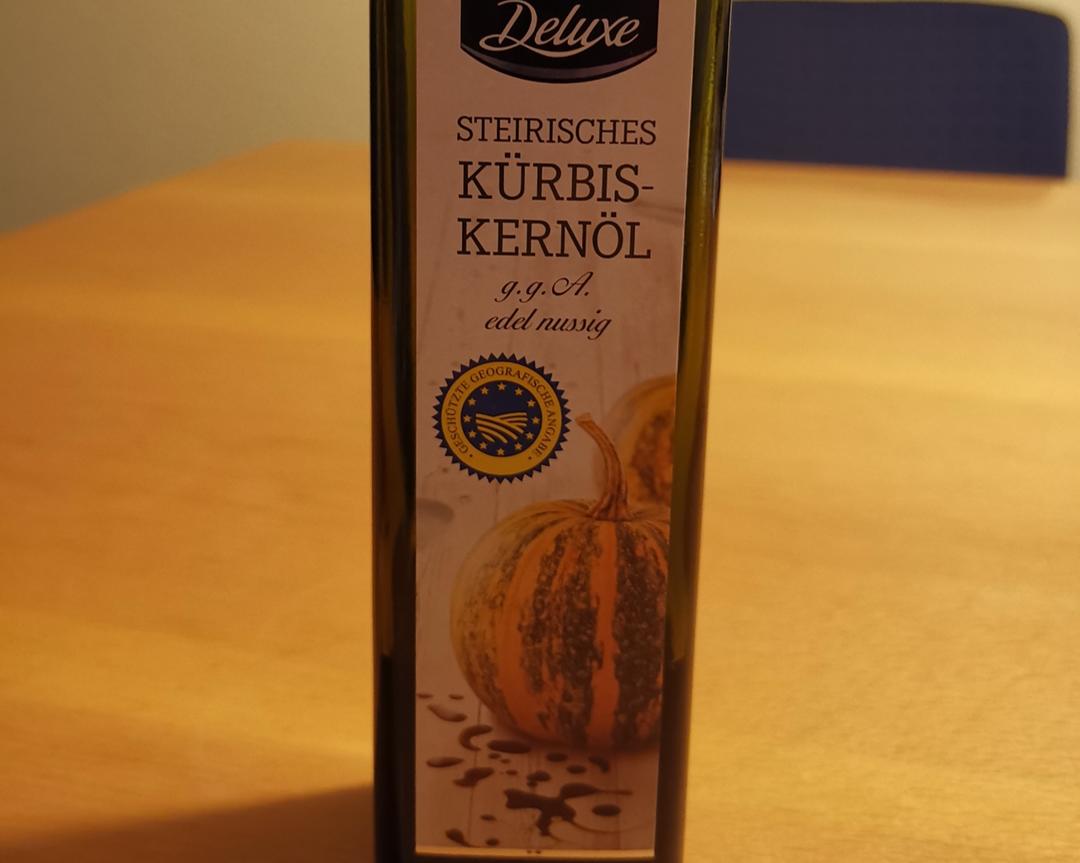 Deluxe
STEIRISCHES
KÜRBIS-
KERNÖL
g.g.A.
edel nussig
GESCHÜTZTE GEOGRAFISCHE ANGABE